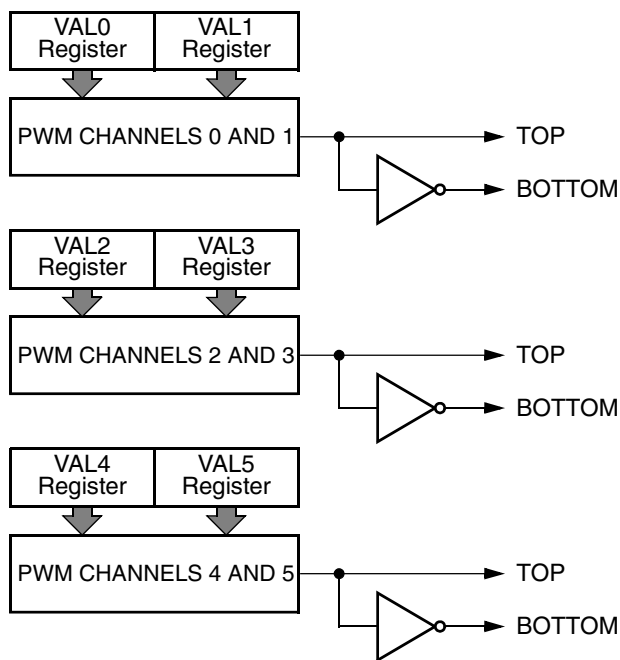 VAL0 Register
VAL1 Register
PWM CHANNELS 0 AND 1
TOP
BOTTOM
VAL2 Register
VAL3 Register
PWM CHANNELS 2 AND 3
TOP
BOTTOM
VAL4 Register
VAL5 Register
PWM CHANNELS 4 AND 5
TOP
BOTTOM